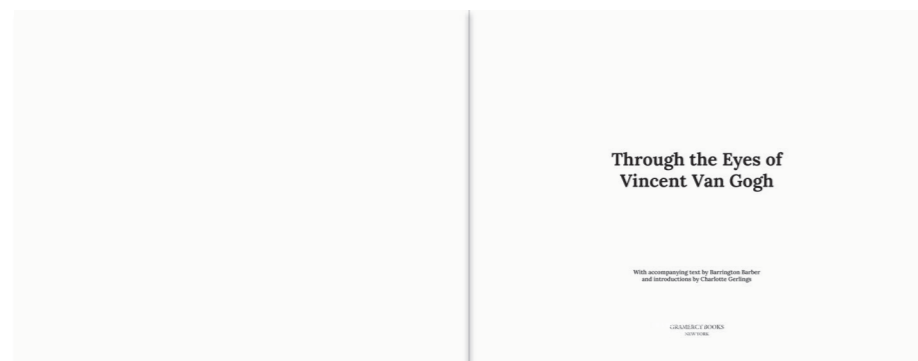 Through the Eyes of
Vincent Van Gogh
With accompanying text by Barrington Barber
and introductions by Charlotte Gerlings
GRAMERCY BOOKS
NEW YORK